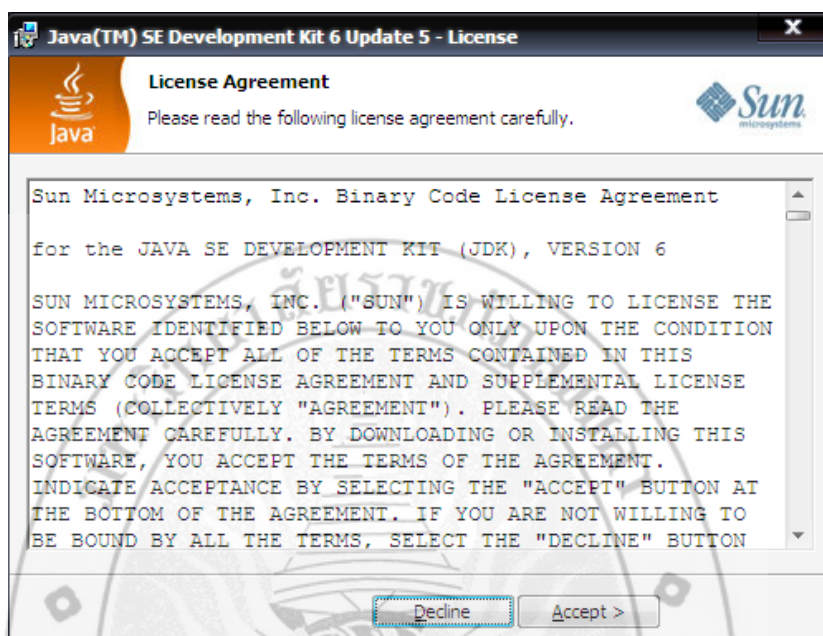 Java(TM) SE Development Kit 6 Update 5 - License
X
License Agreement
Please read the following license agreement carefully.
Java
Sun
microsystems
Sun Microsystems, Inc. Binary Code License Agreement
for the JAVA SE DEVELOPMENT KIT (JDK), VERSION 6
SUN MICROSYSTEMS, INC. ("SUN") IS WILLING TO LICENSE THE
SOFTWARE IDENTIFIED BELOW TO YOU ONLY UPON THE CONDITION
THAT YOU ACCEPT ALL OF THE TERMS CONTAINED IN THIS
BINARY CODE LICENSE AGREEMENT AND SUPPLEMENTAL LICENSE
TERMS (COLLECTIVELY "AGREEMENT"). PLEASE READ THE
AGREEMENT CAREFULLY. BY DOWNLOADING OR INSTALLING THIS
SOFTWARE, YOU ACCEPT THE TERMS OF THE AGREEMENT.
INDICATE ACCEPTANCE BY SELECTING THE "ACCEPT" BUTTON AT
THE BOTTOM OF THE AGREEMENT. IF YOU ARE NOT WILLING TO
BE BOUND BY ALL THE TERMS, SELECT THE "DECLINE" BUTTON
Decline
Accept >